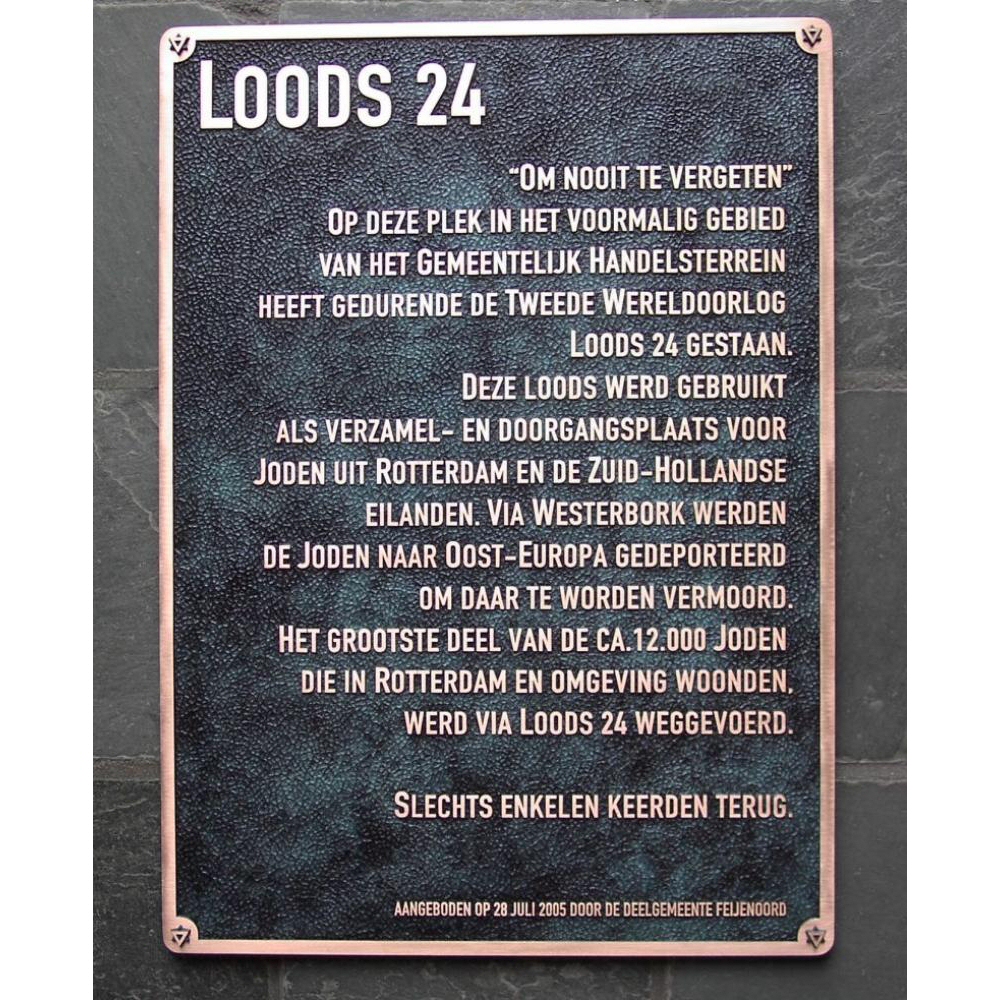 LOODS 24
“OM NOOIT TE VERGETEN”
OP DEZE PLEK IN HET VOORMALIG GEBIED
VAN HET GEMEENTELIJK HANDELSTERREIN
HEEFT GEDURENDE DE TWEEDE WERELDOORLOG
LOODS 24 GESTAAN.
DEZE LOODS WERD GEBRUIKT
ALS VERZAMEL- EN DOORGANGSPLAATS VOOR
JODEN UIT ROTTERDAM EN DE ZUID-HOLLANDSE
EILANDEN. VIA WESTERBORK WERDEN
DE JODEN NAAR OOST-EUROPA GEDEPORTEERD
OM DAAR TE WORDEN VERMOORD.
HET GROOTSTE DEEL VAN DE CA.12.000 JODEN
DIE IN ROTTERDAM EN OMGEVING WOONDEN,
WERD VIA LOODS 24 WEGGEVOERD.
SLECHTS ENKELEN KEERDEN TERUG.
AANGEBODEN OP 28 JULI 2005 DOOR DE DEELGEMEENTE FEIJENOORD